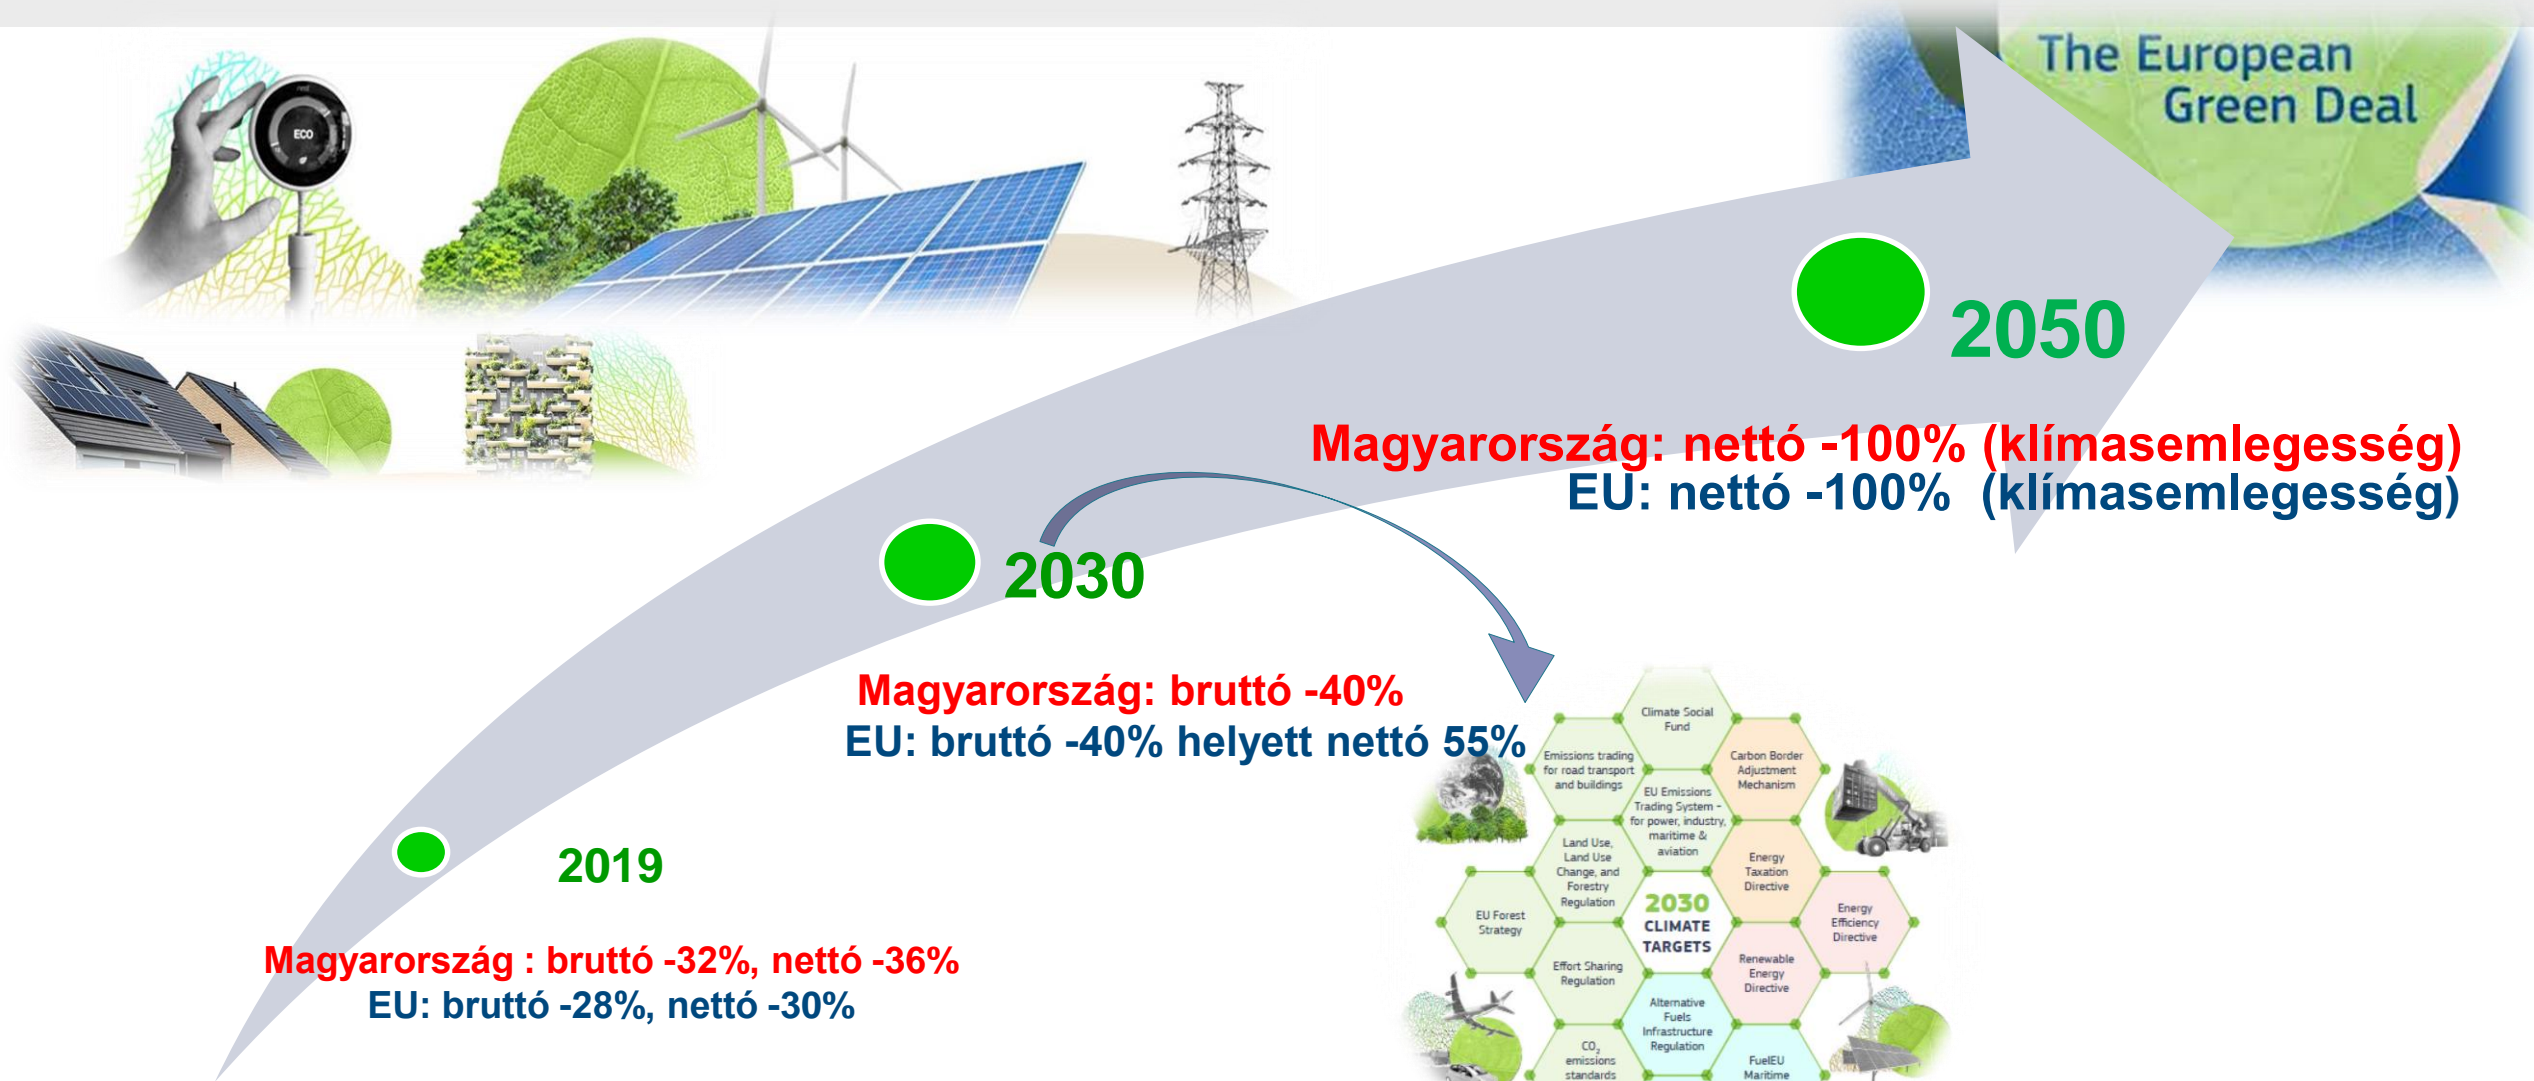 The European
Green Deal
ECO
2050
Magyarország: nettó -100% (klímasemlegesség)
EU: nettó -100% (klímasemlegesség)
2030
Magyarország: bruttó -40%
EU: bruttó -40% helyett nettó 55%
2019
Magyarország : bruttó -32%, nettó -36%
EU: bruttó -28%, nettó -30%
Climate Social
Fund
Emissions trading
for road transport
and buildings
Carbon Border
Adjustment
Mechanism
EU Emissions
Trading System -
for power, industry,
maritime &
aviation
Land Use,
Land Use
Change, and
Forestry
Regulation
Energy
Taxation
Directive
2030
CLIMATE
TARGETS
EU Forest
Strategy
Energy
Efficiency
Directive
Effort Sharing
Regulation
Renewable
Energy
Directive
Alternative
Fuels
Infrastructure
Regulation
CO₂
emissions
standards
FuelEU
Maritime